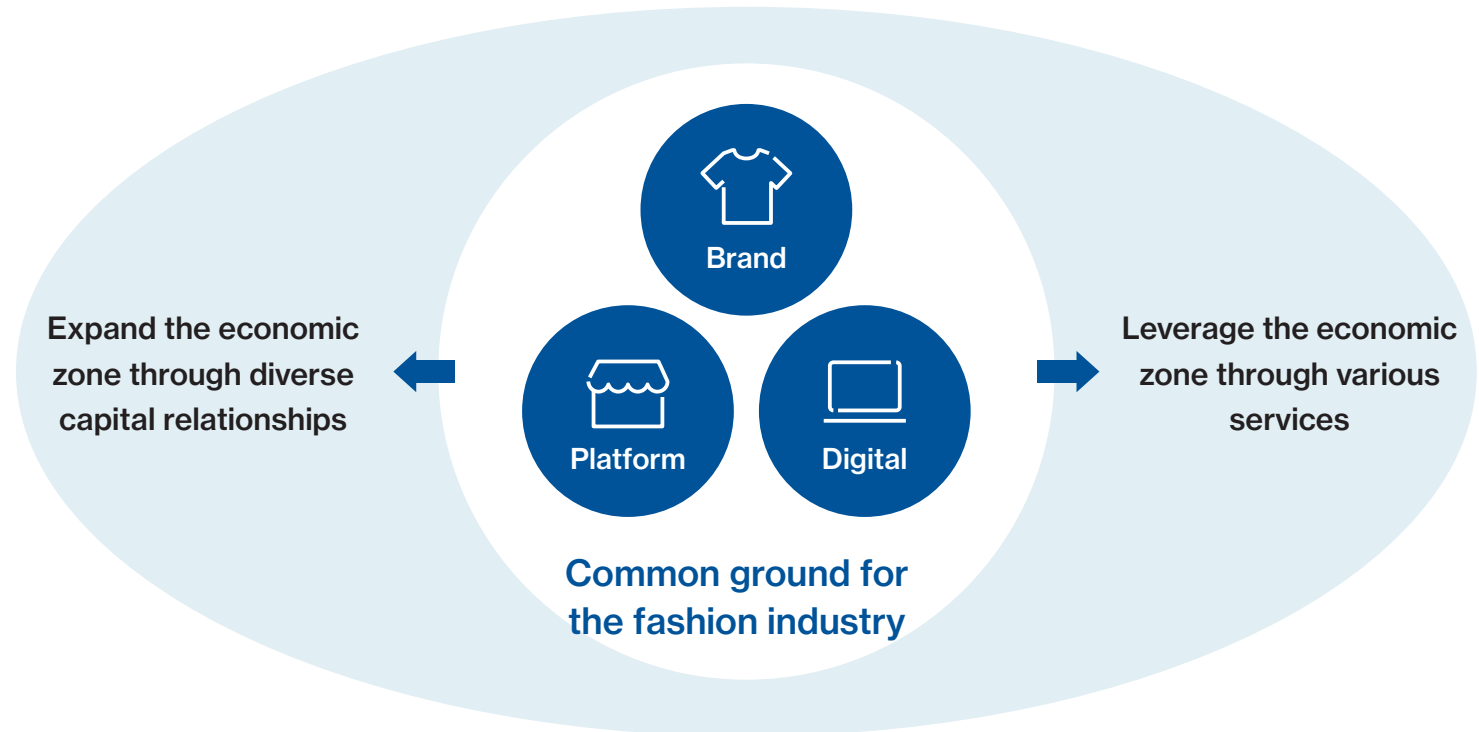 Brand
Platform
Digital
Common ground for
the fashion industry
Expand the economic
zone through diverse
capital relationships
Leverage the economic
zone through various
services